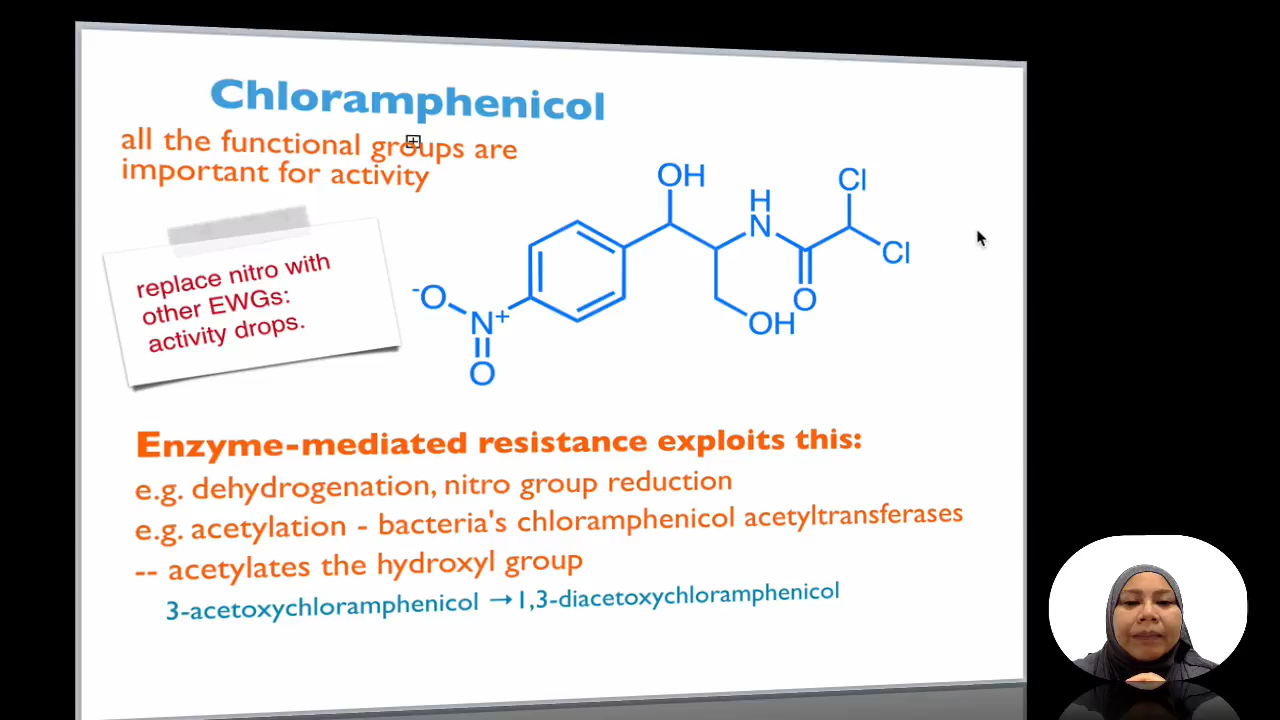 Chloramphenicol
all the functional groups are
important for activity
replace nitro with
other EWGs:
activity drops.
OH
H
N
Cl
Cl
O
OH
-O
N+
O
Enzyme-mediated resistance exploits this:
e.g. dehydrogenation, nitro group reduction
e.g. acetylation - bacteria's chloramphenicol acetyltransferases
-- acetylates the hydroxyl group
3-acetoxychloramphenicol → 1,3-diacetoxychloramphenicol